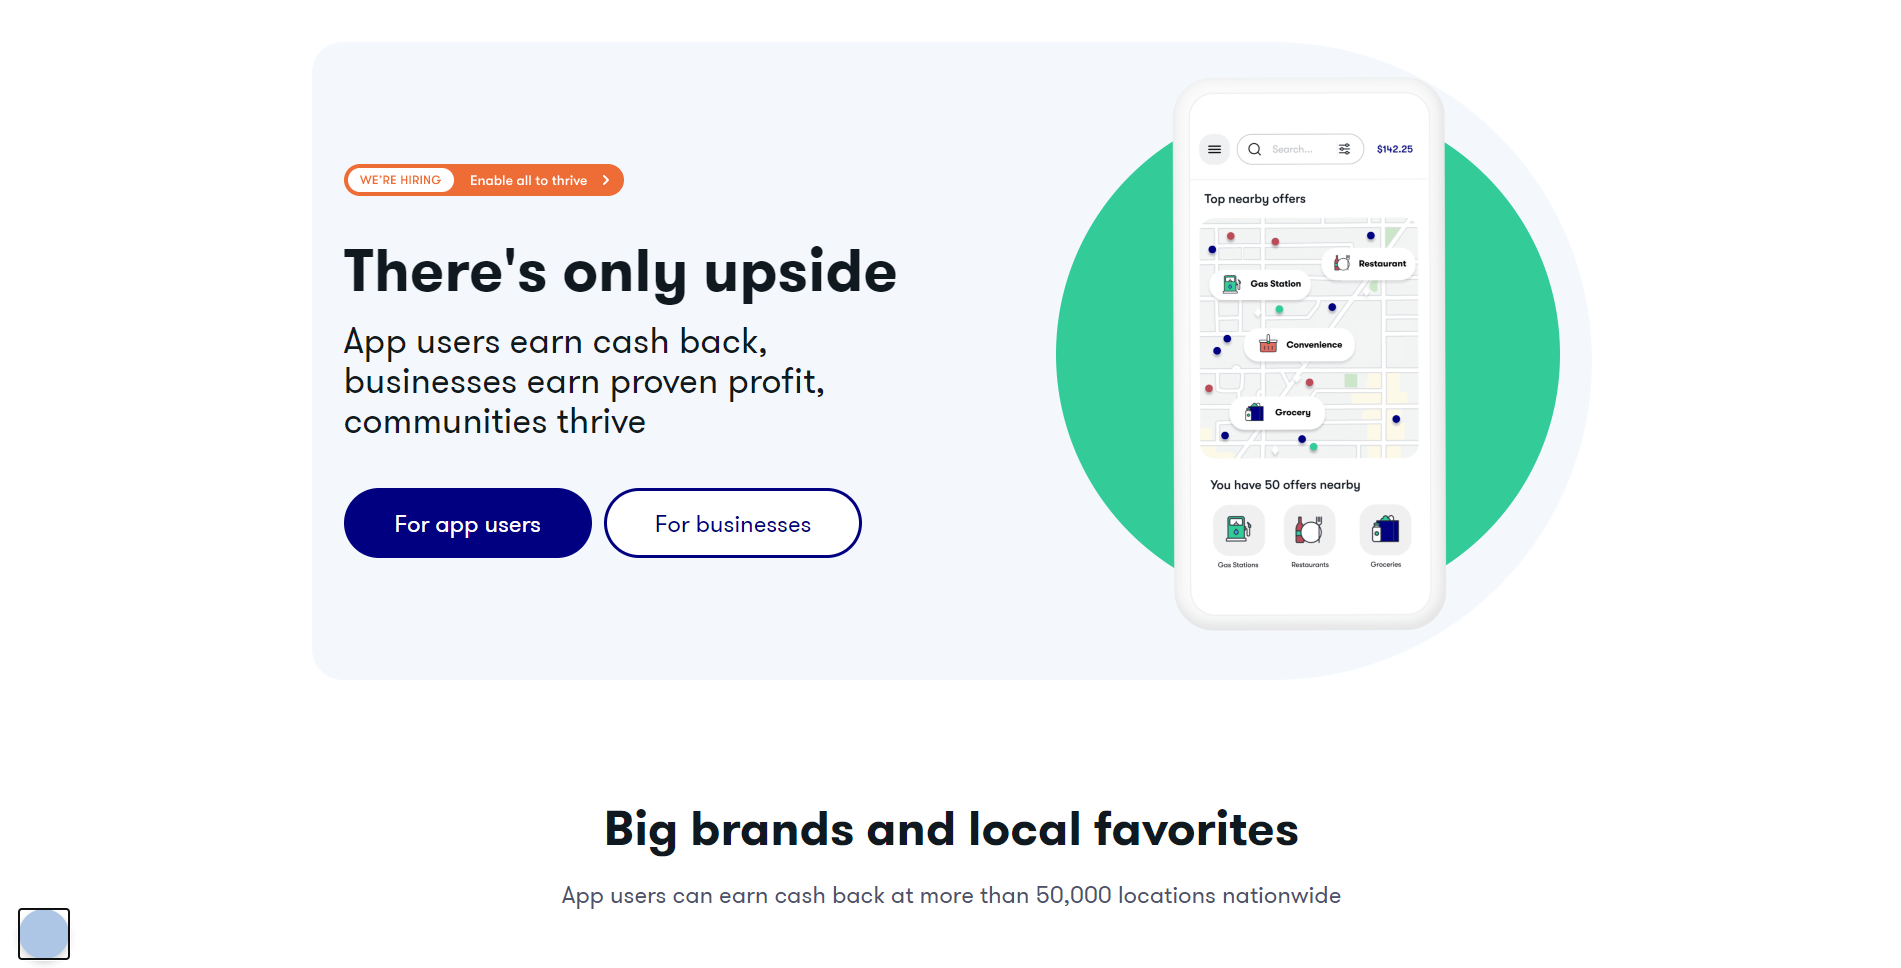 WE'RE HIRING Enable all to thrive
There's only upside
App users earn cash back,
businesses earn proven profit,
communities thrive
For app users
For businesses
Search...
$142.25
Top nearby offers
Restaurant
Gas Station
Convenience
Grocery
You have 50 offers nearby
Gas Stations
Restaurants
Groceries
Big brands and local favorites
App users can earn cash back at more than 50,000 locations nationwide